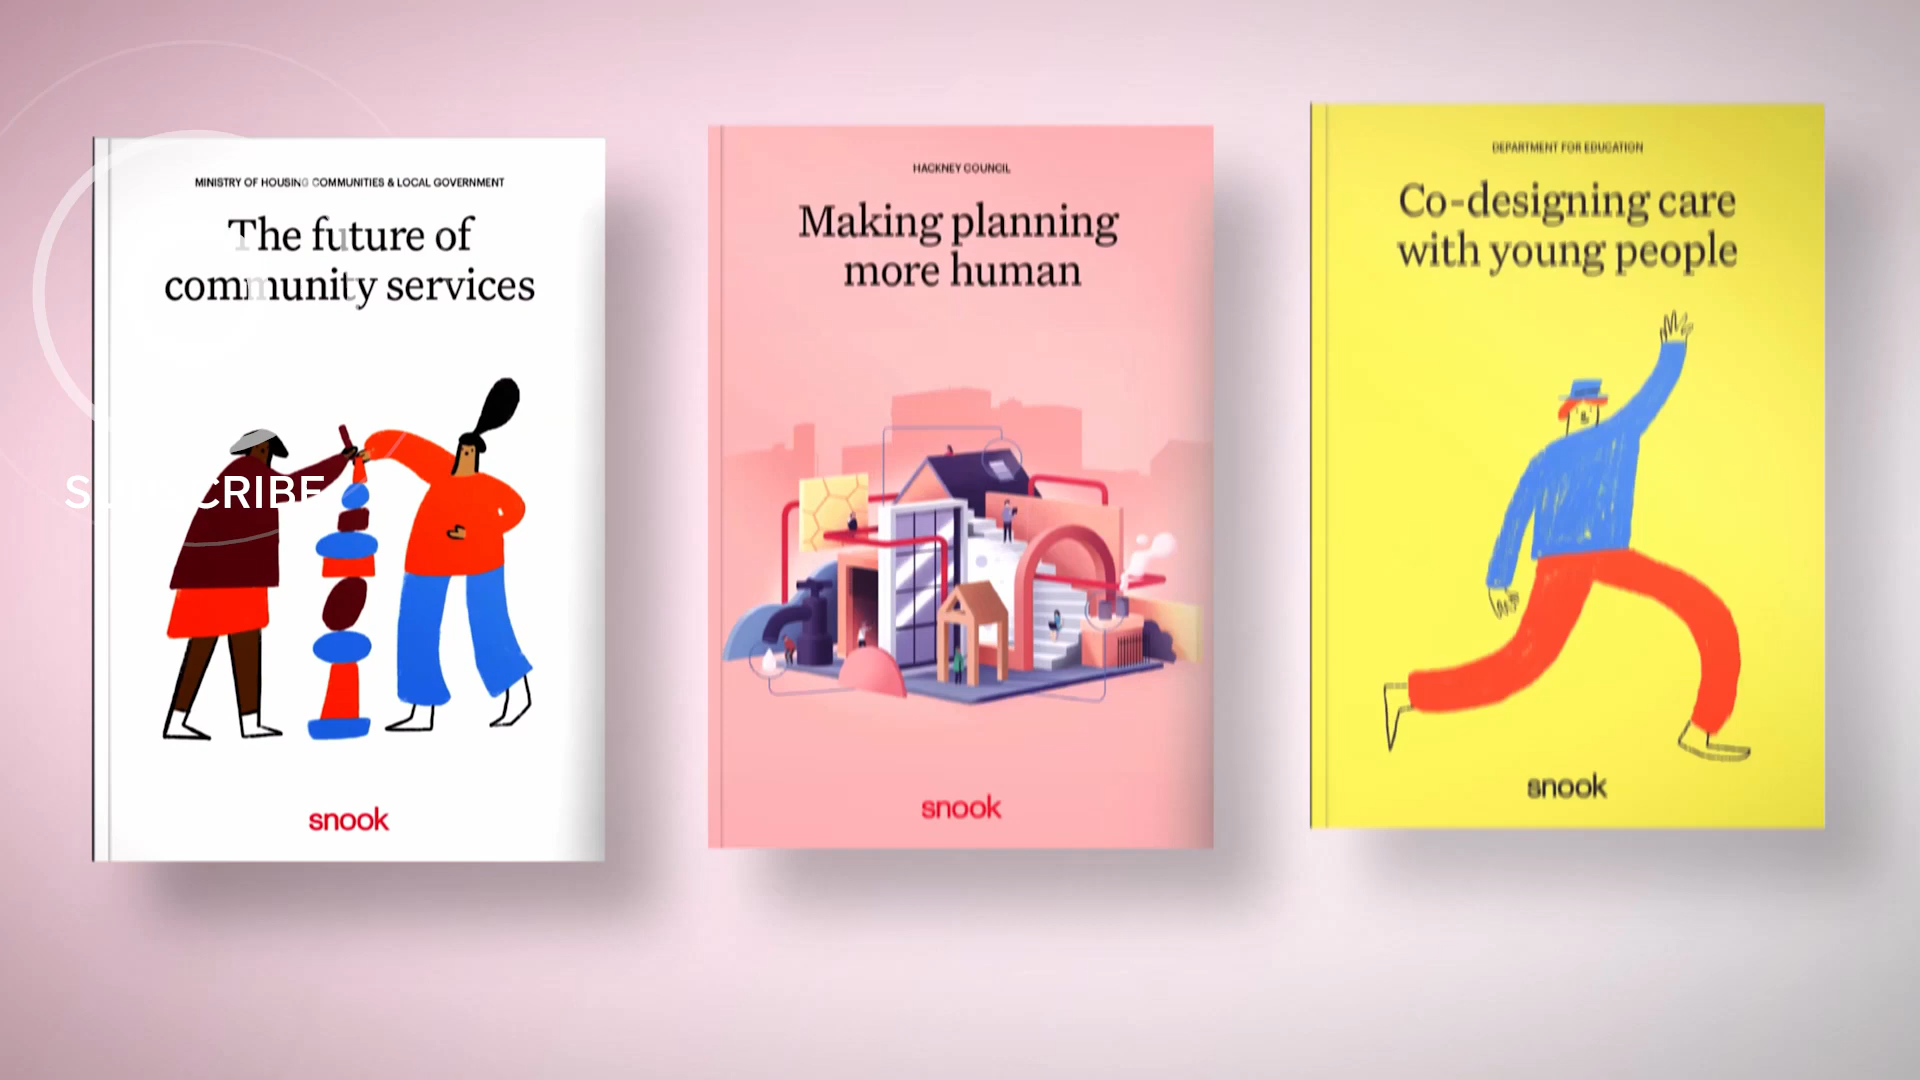 MINISTRY OF HOUSING COMMUNITIES & LOCAL GOVERNMENT
The future of
community services
SUBSCRIBE
snook
HACKNEY COUNCIL
Making planning
more human
snook
DEPARTMENT FOR EDUCATION
Co-designing care
with young people
snook